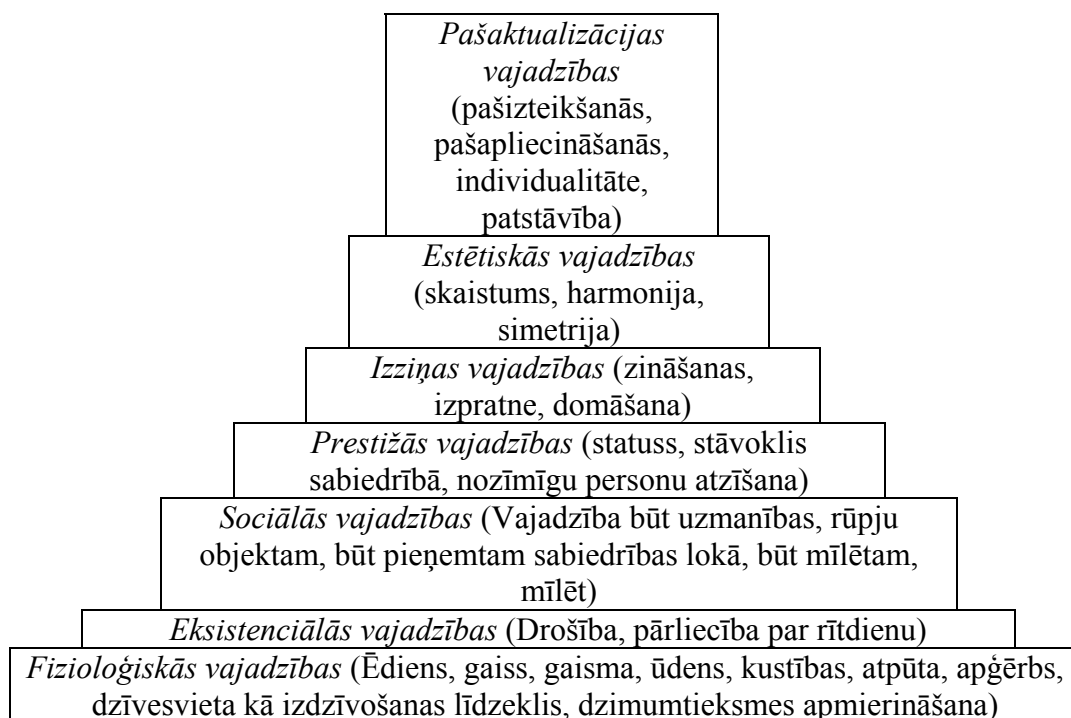 Pašaktualizācijas
vajadzības
(pašizteikšanās,
pašapliecināšanās,
individualitāte,
patstāvība)
Estētiskās vajadzības
(skaistums, harmonija,
simetrija)
Izziņas vajadzības (zināšanas,
izpratne, domāšana)
Prestižās vajadzības (statuss, stāvoklis
sabiedrībā, nozīmīgu personu atzīšana)
Sociālās vajadzības (Vajadzība būt uzmanības, rūpju
objektam, būt pieņemtam sabiedrības lokā, būt mīlētam,
mīlēt)
Eksistenciālās vajadzības (Drošība, pārliecība par rītdienu)
Fizioloģiskās vajadzības (Ēdiens, gaiss, gaisma, ūdens, kustības, atpūta, apģērbs,
dzīvesvieta kā izdzīvošanas līdzeklis, dzimumtieksmes apmierināšana)